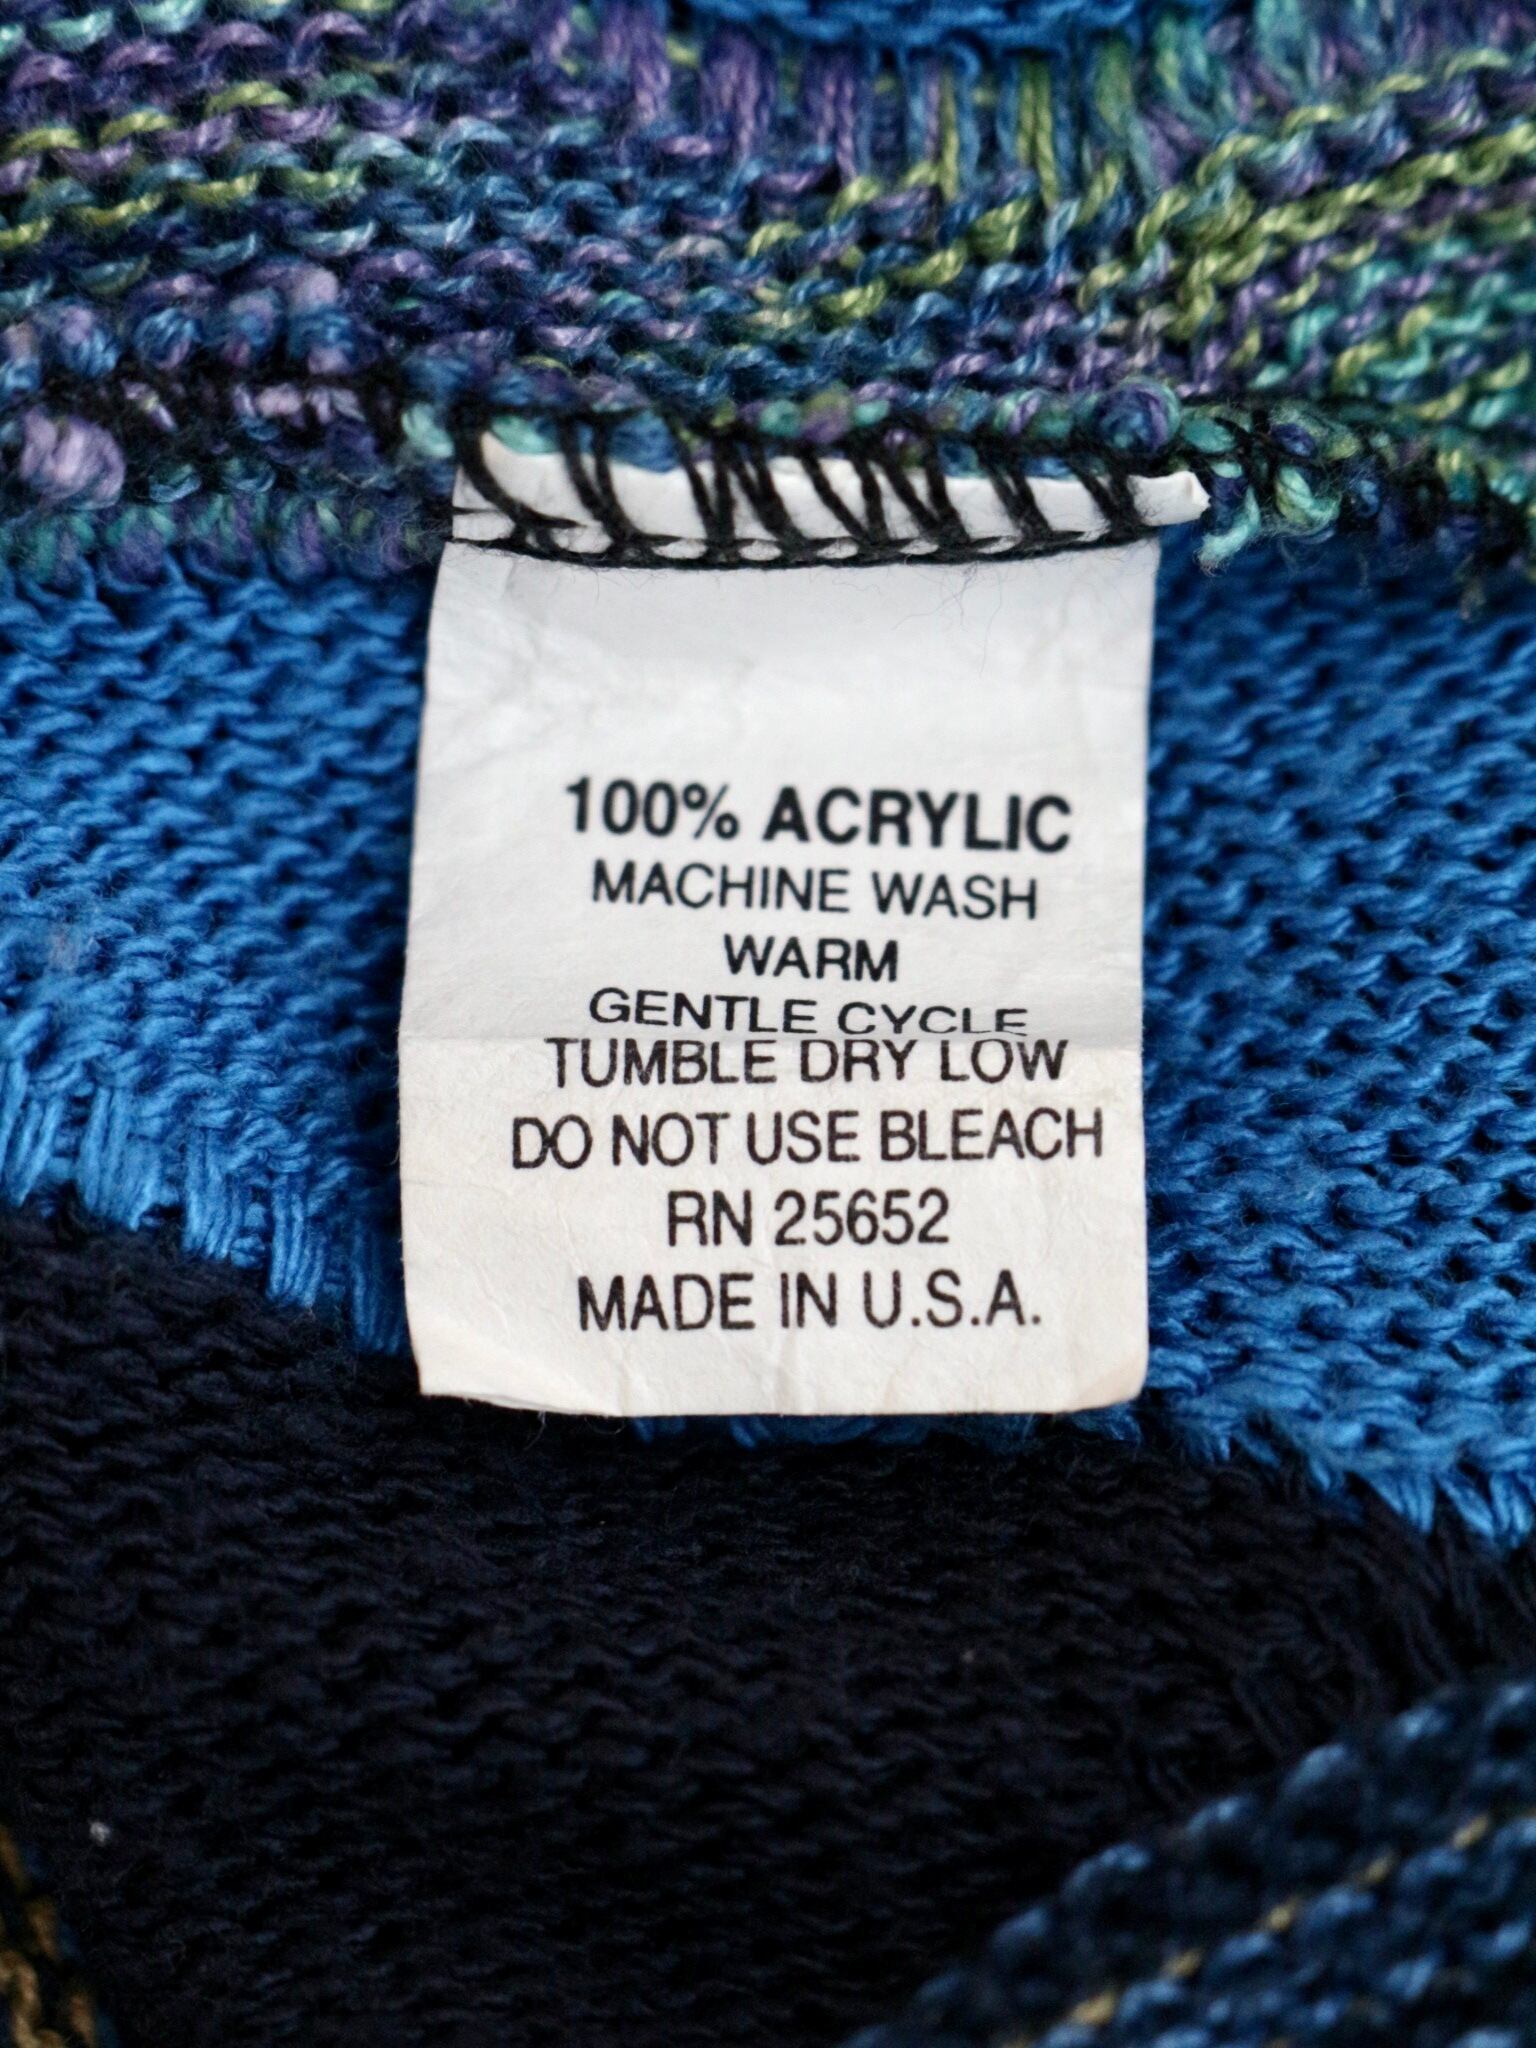 100% ACRYLIC
MACHINE WASH
WARM
GENTLE CYCLE
TUMBLE DRY LOW
DO NOT USE BLEACH
RN 25652
MADE IN U.S.A.